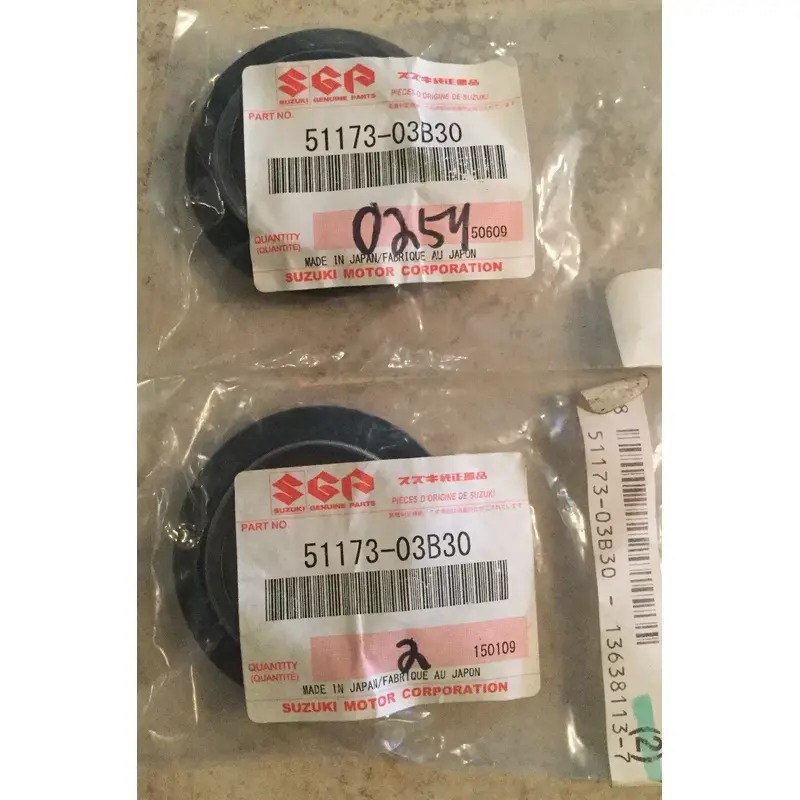 SGP
SUZUKI GENUINE PARTS
スズキ純正部品
PIÈCES D'ORIGINE DE SUZUKI
PART NO.
51173-03B30
0254
50609
QUANTITY
(QUANTITÉ)
MADE IN JAPAN/FABRIQUE AU JAPON
SUZUKI MOTOR CORPORATION
SGP
SUZUKI GENUINE PARTS
スズキ純正部品
PIÈCES D'ORIGINE DE SUZUKI
PART NO
51173-03B30
2
150109
QUANTITY
(QUANTITÉ)
MADE IN JAPAN/FABRIQUE AU JAPON
SUZUKI MOTOR CORPORATION
8
51173-03B30 - 13638113-7
(2)